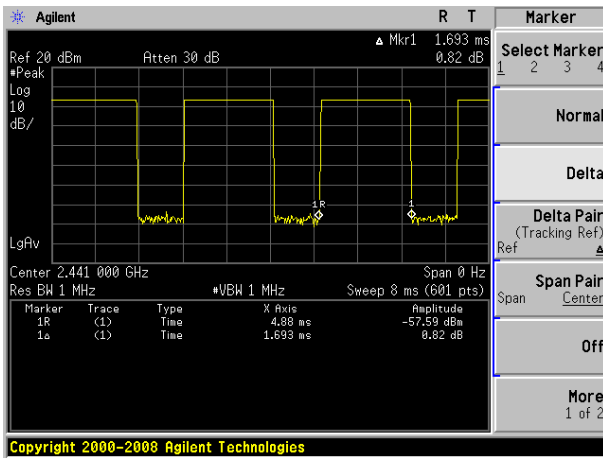 Agilent R T
Δ Mkr1 1.693 ms
Ref 20 dBm Atten 30 dB 0.82 dB
#Peak
Log
10
dB/
1R 1
LgAv
Center 2.441 000 GHz Span 0 Hz
Res BW 1 MHz #VBW 1 MHz Sweep 8 ms (601 pts)
Marker Trace Type X Axis Amplitude
1R (1) Time 4.88 ms -57.59 dBm
1Δ (1) Time 1.693 ms 0.82 dB
Copyright 2000-2008 Agilent Technologies
Marker
Select Marker
1 2 3 4
Normal
Delta
Delta Pair
(Tracking Ref)
Ref Δ
Span Pair
Span Center
Off
More
1 of 2